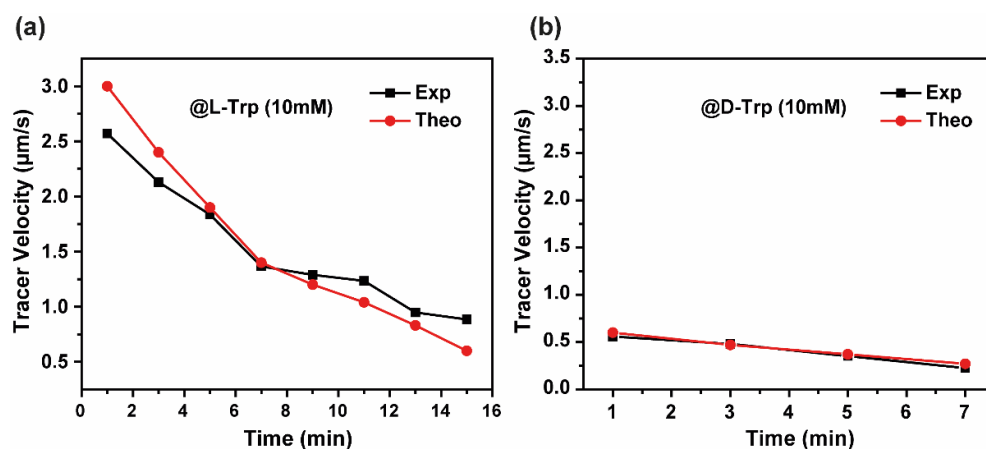 (a)
@L-Trp (10mM)
Exp
Theo
Tracer Velocity (µm/s)
3.0
2.5
2.0
1.5
1.0
0.5
0 2 4 6 8 10 12 14 16
Time (min)
(b)
@D-Trp (10mM)
Exp
Theo
Tracer Velocity (µm/s)
3.5
3.0
2.5
2.0
1.5
1.0
0.5
0.0
1 2 3 4 5 6 7
Time (min)